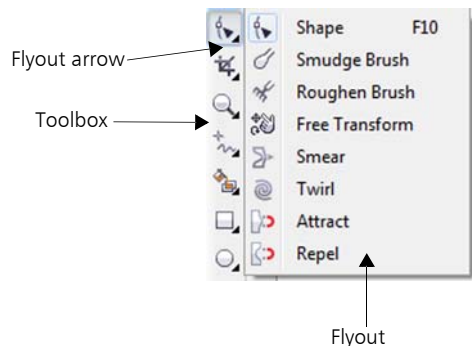 Shape F10
Flyout arrow
Smudge Brush
Roughen Brush
Toolbox
Free Transform
Smear
Twirl
Attract
Repel
Flyout